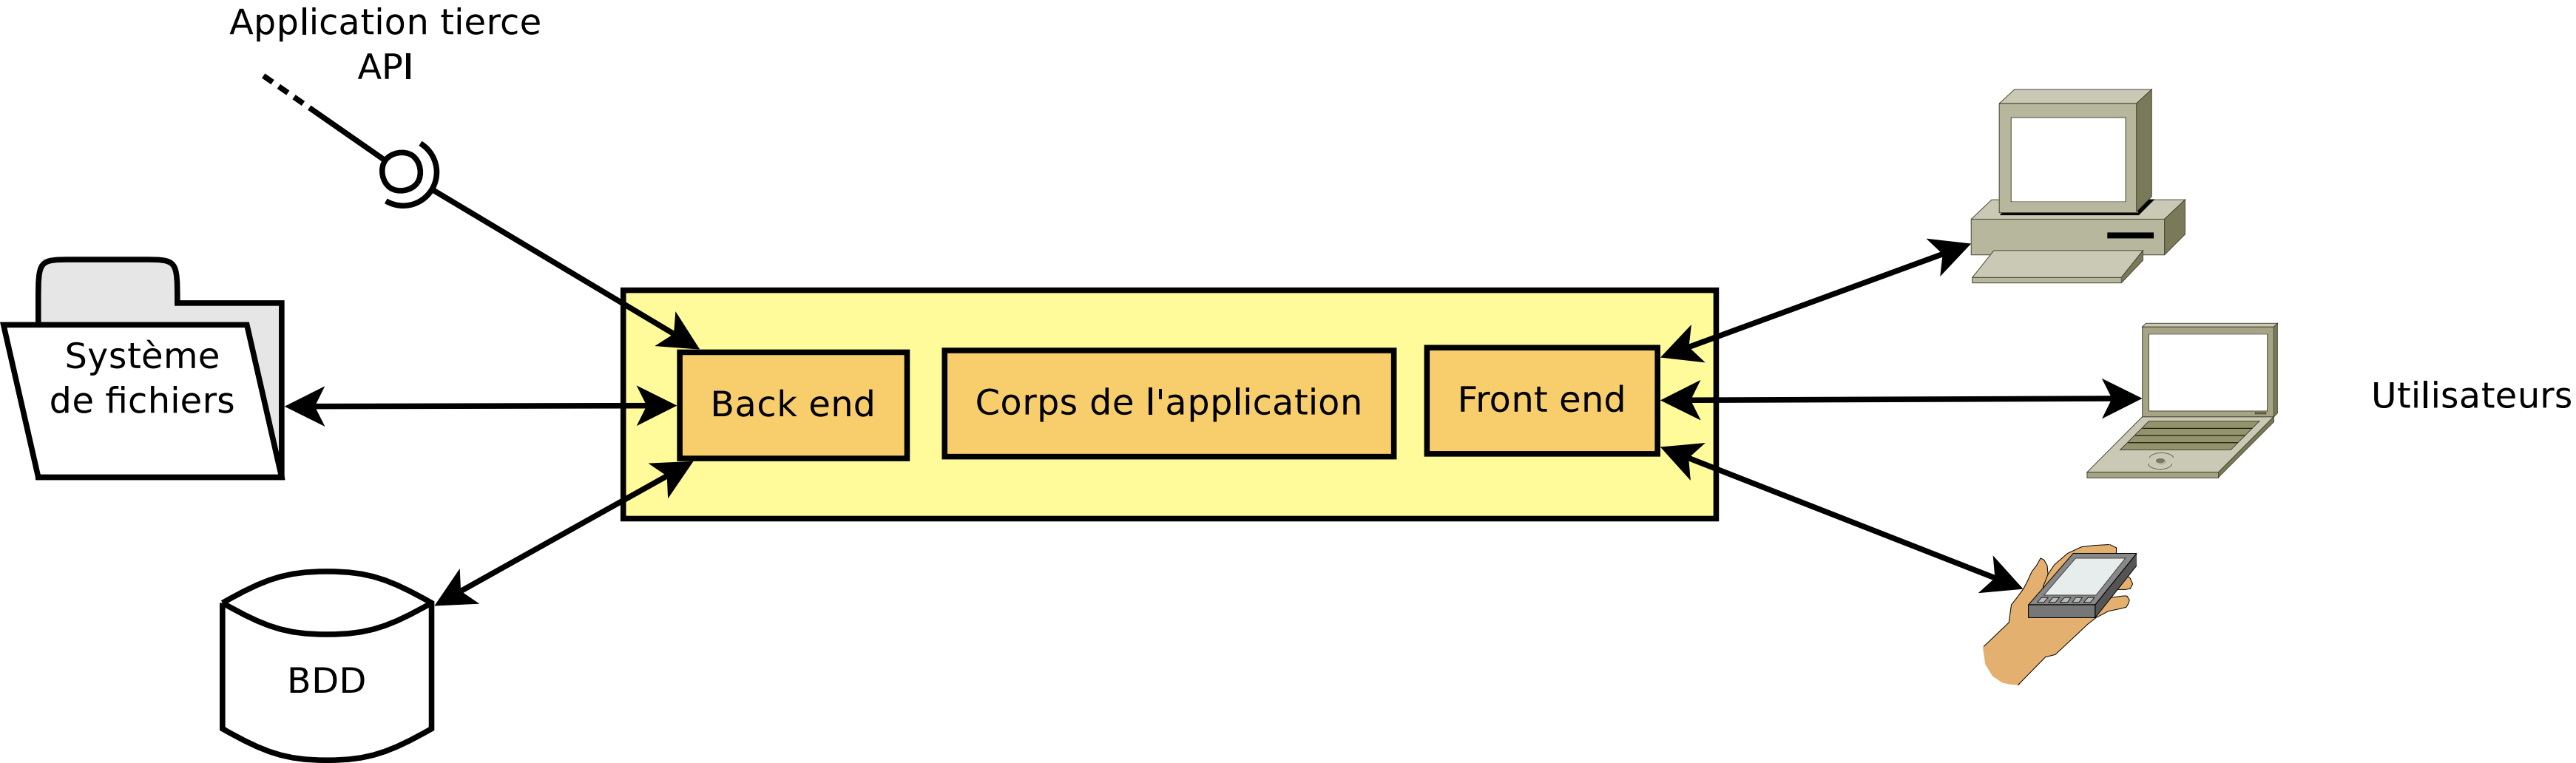 Application tierce
API
Système
de fichiers
Back end
Corps de l'application
Front end
Utilisateurs
BDD